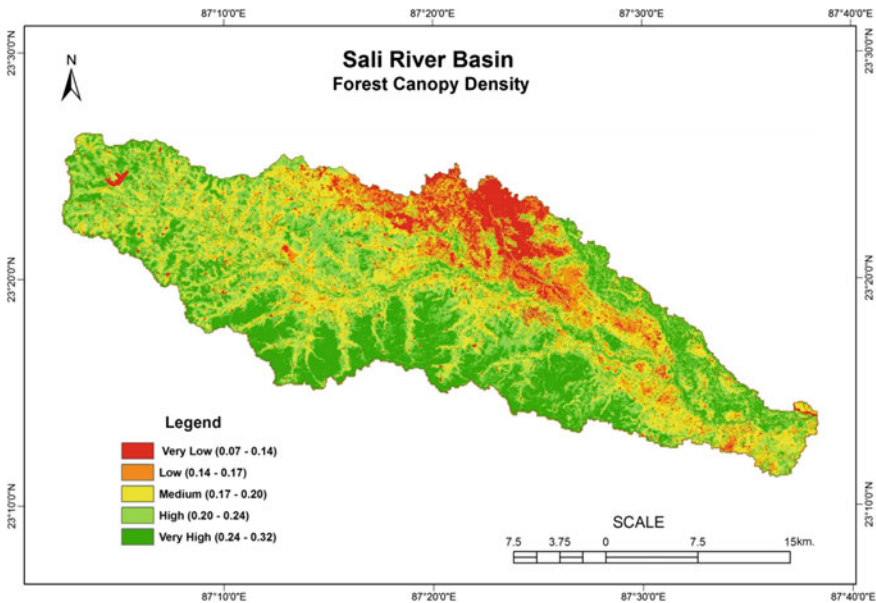 87°10'0"E 87°20'0"E 87°30'0"E 87°40'0"E
23°30'0"N 23°30'0"N
N
Sali River Basin
Forest Canopy Density
23°20'0"N 23°20'0"N
Legend
Very Low (0.07 - 0.14)
Low (0.14 - 0.17)
Medium (0.17 - 0.20)
High (0.20 - 0.24)
Very High (0.24 - 0.32)
23°10'0"N 23°10'0"N
SCALE
7.5 3.75 0 7.5 15km.
87°10'0"E 87°20'0"E 87°30'0"E 87°40'0"E